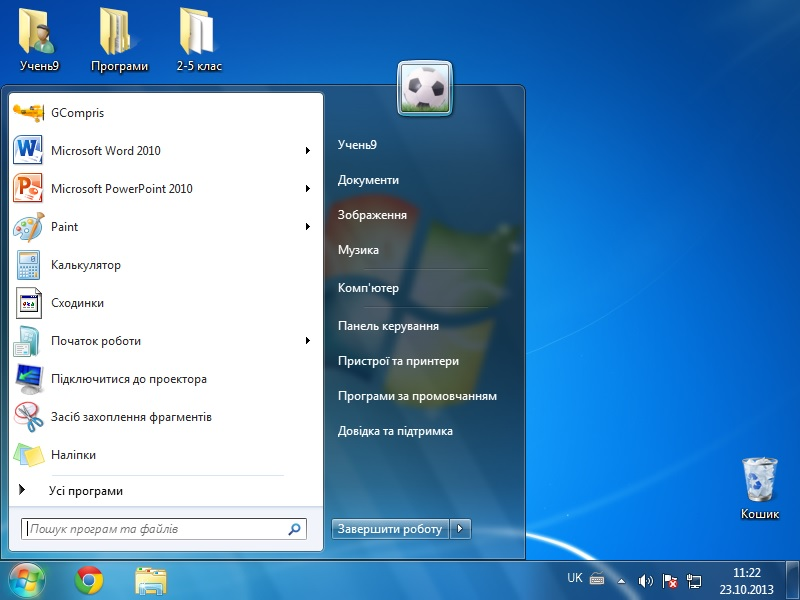 Учень9
Програми
2-5 клас
GCompris
Microsoft Word 2010
Microsoft PowerPoint 2010
Paint
Калькулятор
Сходинки
Початок роботи
Підключитися до проектора
Засіб захоплення фрагментів
Наліпки
Усі програми
Пошук програм та файлів
Учень9
Документи
Зображення
Музика
Комп'ютер
Панель керування
Пристрої та принтери
Програми за промовчанням
Довідка та підтримка
Завершити роботу
Кошик
UK
11:22
23.10.2013